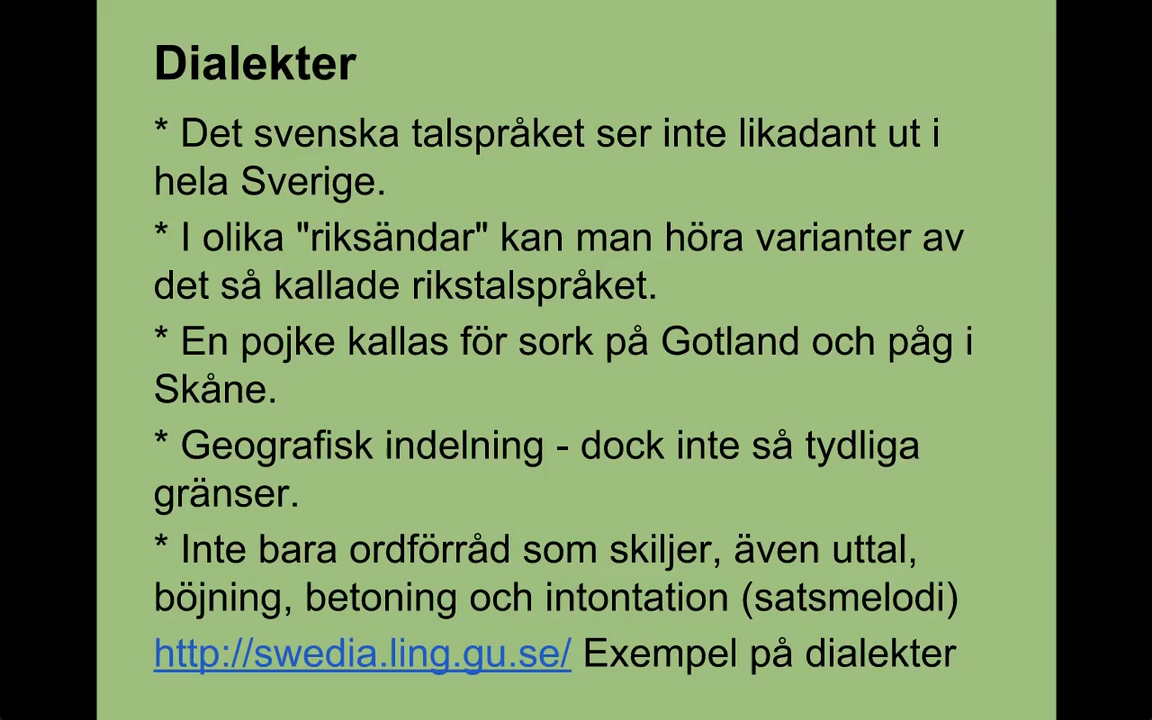 Dialekter
* Det svenska talspråket ser inte likadant ut i
hela Sverige.
* I olika "riksändar" kan man höra varianter av
det så kallade rikstalspråket.
* En pojke kallas för sork på Gotland och påg i
Skåne.
* Geografisk indelning - dock inte så tydliga
gränser.
* Inte bara ordförråd som skiljer, även uttal,
böjning, betoning och intontation (satsmelodi)
http://swedia.ling.gu.se/ Exempel på dialekter